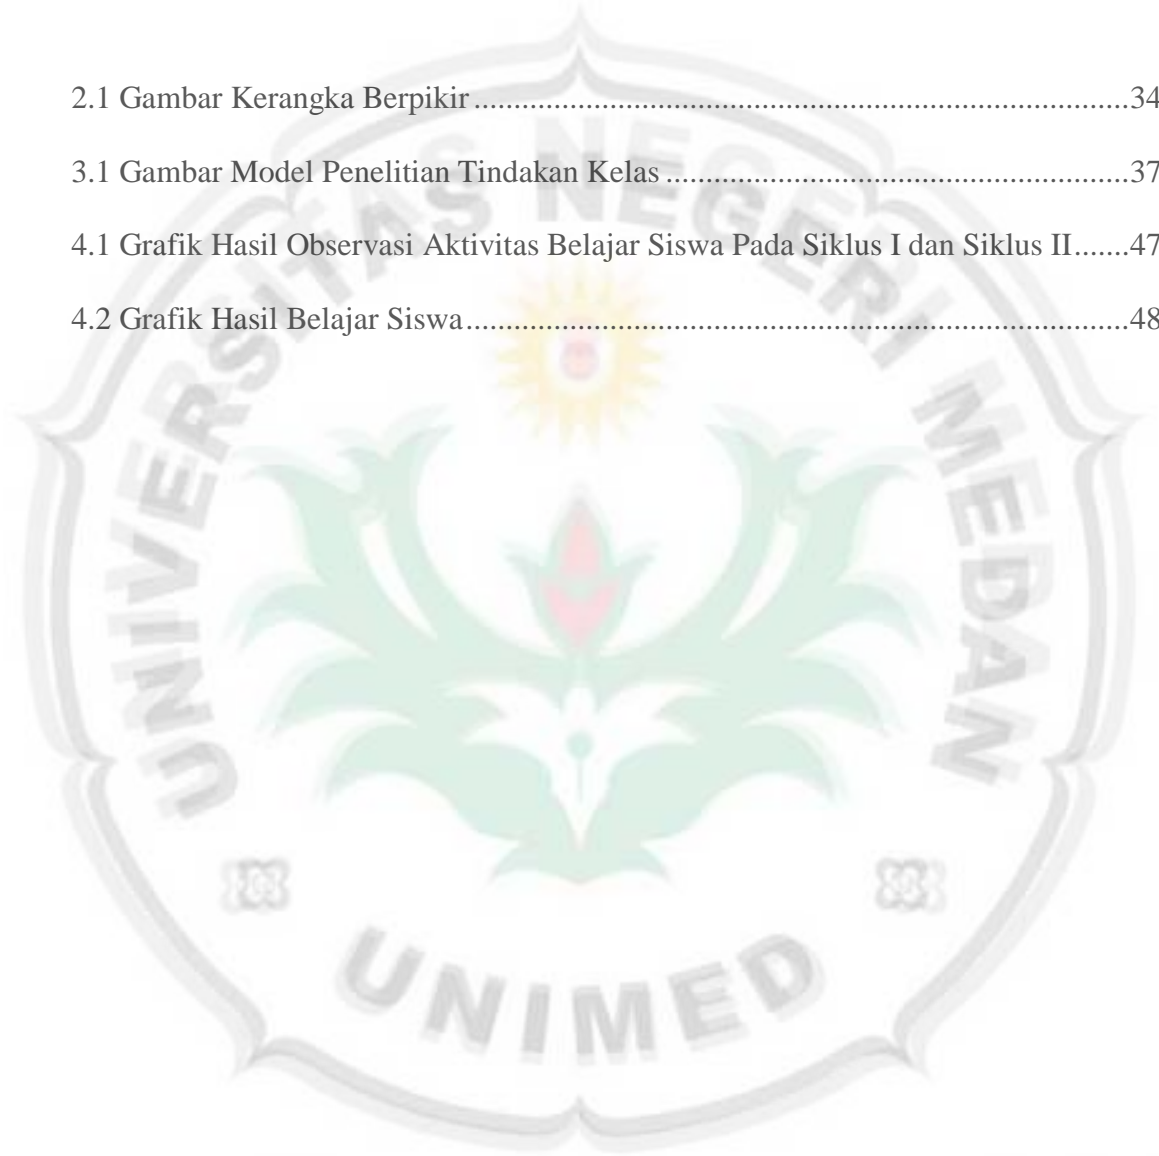 2.1 Gambar Kerangka Berpikir..........................................................................34
3.1 Gambar Model Penelitian Tindakan Kelas....................................................37
4.1 Grafik Hasil Observasi Aktivitas Belajar Siswa Pada Siklus I dan Siklus II.......47
4.2 Grafik Hasil Belajar Siswa..........................................................................48
UNIVERSITAS NEGERI MEDAN
UNIMED